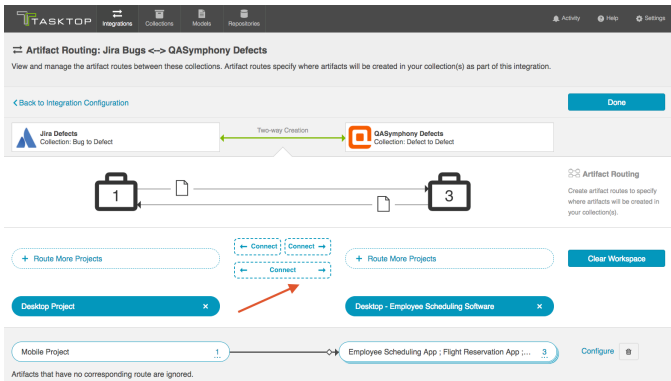 TASKTOP
Integrations
Collections
Models
Repositories
Activity
Help
Settings
Artifact Routing: Jira Bugs <--> QASymphony Defects
View and manage the artifact routes between these collections. Artifact routes specify where artifacts will be created in your collection(s) as part of this integration.
Back to Integration Configuration
Done
Jira Defects
Collection: Bug to Defect
Two-way Creation
QASymphony Defects
Collection: Defect to Defect
1
3
Artifact Routing
Create artifact routes to specify
where artifacts will be created in
your collection(s).
+ Route More Projects
← Connect
Connect →
← Connect →
+ Route More Projects
Clear Workspace
Desktop Project ×
Desktop - Employee Scheduling Software ×
Mobile Project 1
Employee Scheduling App ; Flight Reservation App ;... 3
Configure
Artifacts that have no corresponding route are ignored.